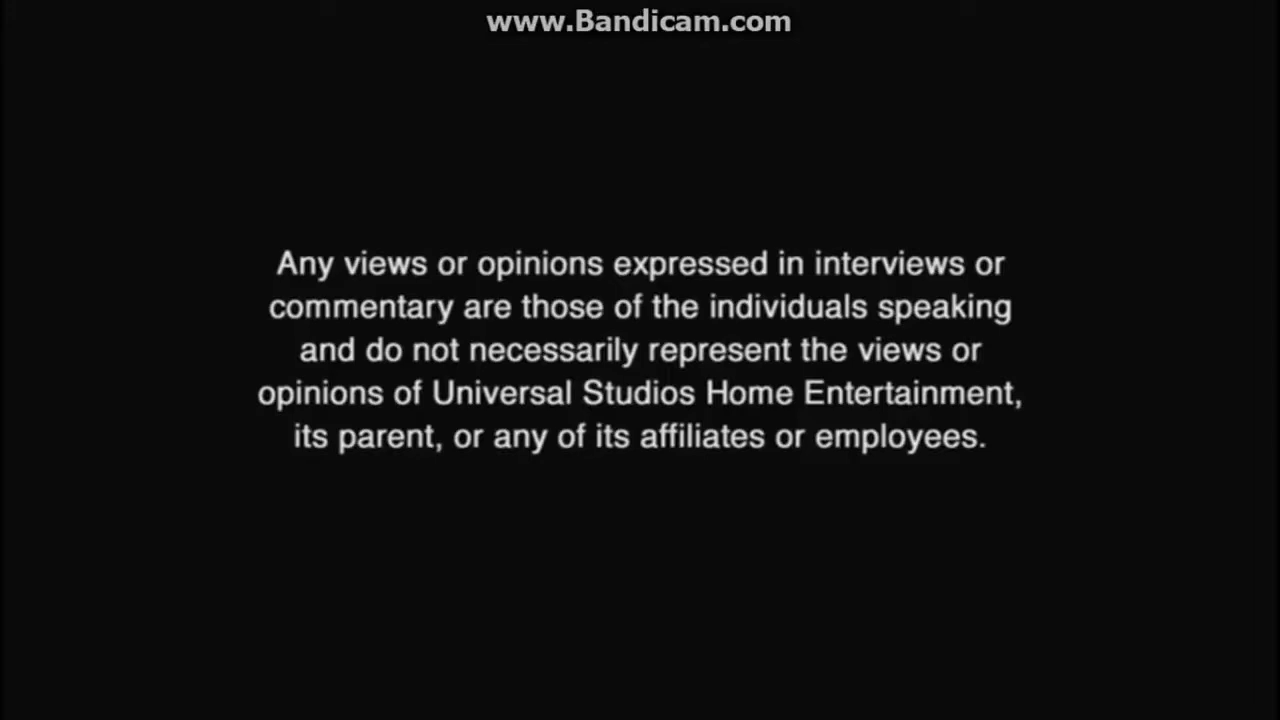 www.Bandicam.com
Any views or opinions expressed in interviews or
commentary are those of the individuals speaking
and do not necessarily represent the views or
opinions of Universal Studios Home Entertainment,
its parent, or any of its affiliates or employees.